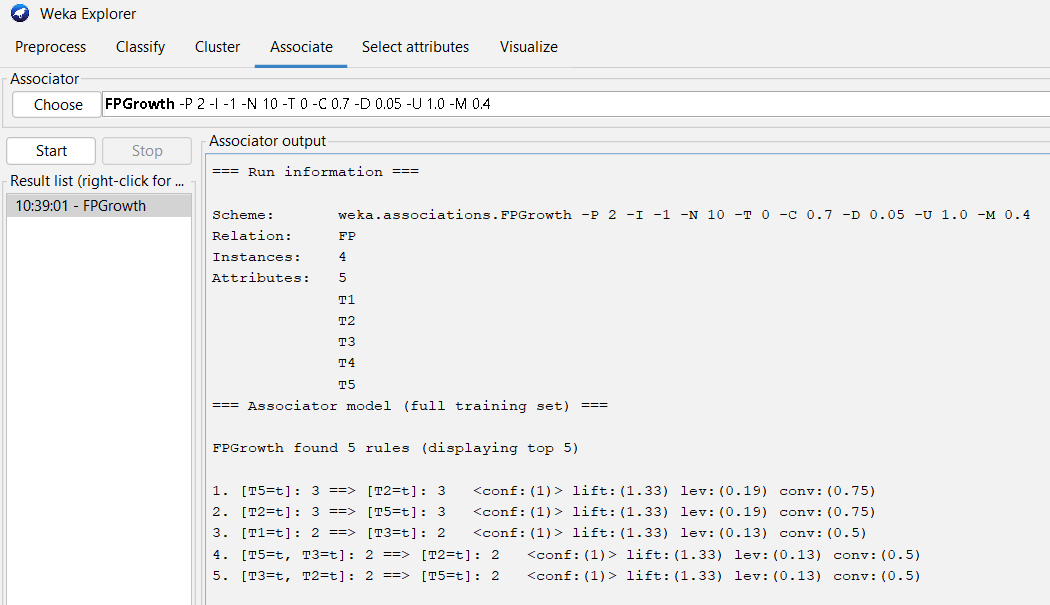 Weka Explorer
Preprocess Classify Cluster Associate Select attributes Visualize
Associator
Choose FPGrowth -P 2 -I -1 -N 10 -T 0 -C 0.7 -D 0.05 -U 1.0 -M 0.4
Start Stop
Result list (right-click for ...
10:39:01 - FPGrowth
Associator output
=== Run information ===
Scheme: weka.associations.FPGrowth -P 2 -I -1 -N 10 -T 0 -C 0.7 -D 0.05 -U 1.0 -M 0.4
Relation: FP
Instances: 4
Attributes: 5
T1
T2
T3
T4
T5
=== Associator model (full training set) ===
FPGrowth found 5 rules (displaying top 5)
1. [T5=t]: 3 ==> [T2=t]: 3 <conf:(1)> lift:(1.33) lev:(0.19) conv:(0.75)
2. [T2=t]: 3 ==> [T5=t]: 3 <conf:(1)> lift:(1.33) lev:(0.19) conv:(0.75)
3. [T1=t]: 2 ==> [T3=t]: 2 <conf:(1)> lift:(1.33) lev:(0.13) conv:(0.5)
4. [T5=t, T3=t]: 2 ==> [T2=t]: 2 <conf:(1)> lift:(1.33) lev:(0.13) conv:(0.5)
5. [T3=t, T2=t]: 2 ==> [T5=t]: 2 <conf:(1)> lift:(1.33) lev:(0.13) conv:(0.5)